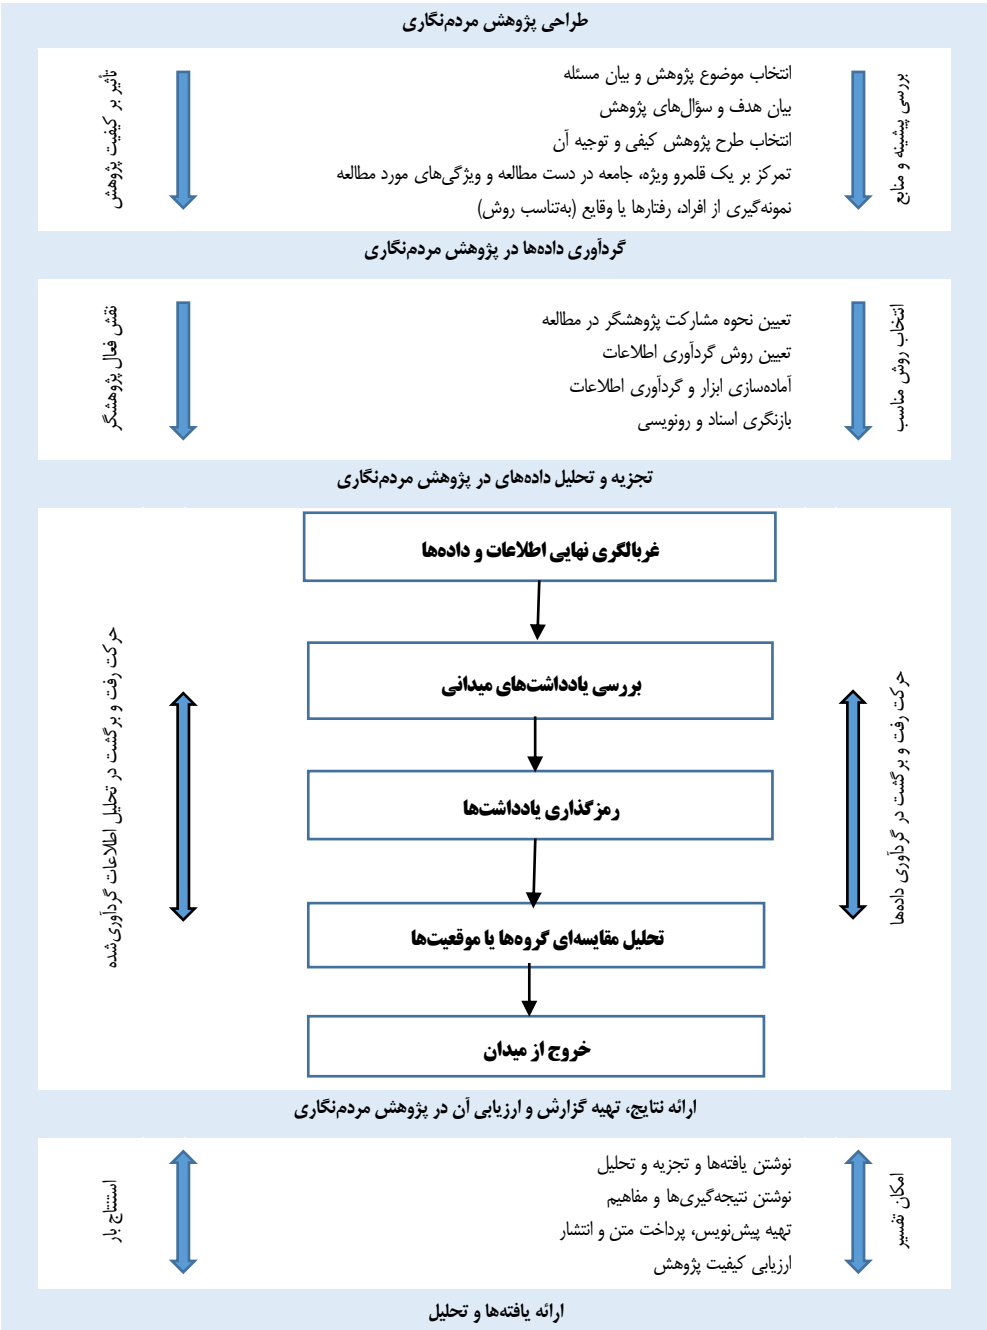 طراحی پژوهش مردم‌نگاری
بررسی پیشینه و منابع
انتخاب موضوع پژوهش و بیان مسئله
بیان هدف و سؤال‌های پژوهش
انتخاب طرح پژوهش کیفی و توجیه آن
تمرکز بر یک قلمرو ویژه، جامعه در دست مطالعه و ویژگی‌های مورد مطالعه
نمونه‌گیری از افراد، رفتارها یا وقایع (به‌تناسب روش)
تأثیر بر کیفیت پژوهش
گردآوری داده‌ها در پژوهش مردم‌نگاری
انتخاب روش مناسب
تعیین نحوه مشارکت پژوهشگر در مطالعه
تعیین روش گردآوری اطلاعات
آماده‌سازی ابزار و گردآوری اطلاعات
بازنگری اسناد و رونویسی
نقش فعال پژوهشگر
تجزیه و تحلیل داده‌های در پژوهش مردم‌نگاری
حرکت رفت و برگشت در گردآوری داده‌ها
غربالگری نهایی اطلاعات و داده‌ها
بررسی یادداشت‌های میدانی
رمزگذاری یادداشت‌ها
تحلیل مقایسه‌ای گروه‌ها یا موقعیت‌ها
خروج از میدان
حرکت رفت و برگشت در تحلیل اطلاعات گردآوری‌شده
ارائه نتایج، تهیه گزارش و ارزیابی آن در پژوهش مردم‌نگاری
امکان تفسیر
نوشتن یافته‌ها و تجزیه و تحلیل
نوشتن نتیجه‌گیری‌ها و مفاهیم
تهیه پیش‌نویس، پرداخت متن و انتشار
ارزیابی کیفیت پژوهش
استنتاج بار
ارائه یافته‌ها و تحلیل